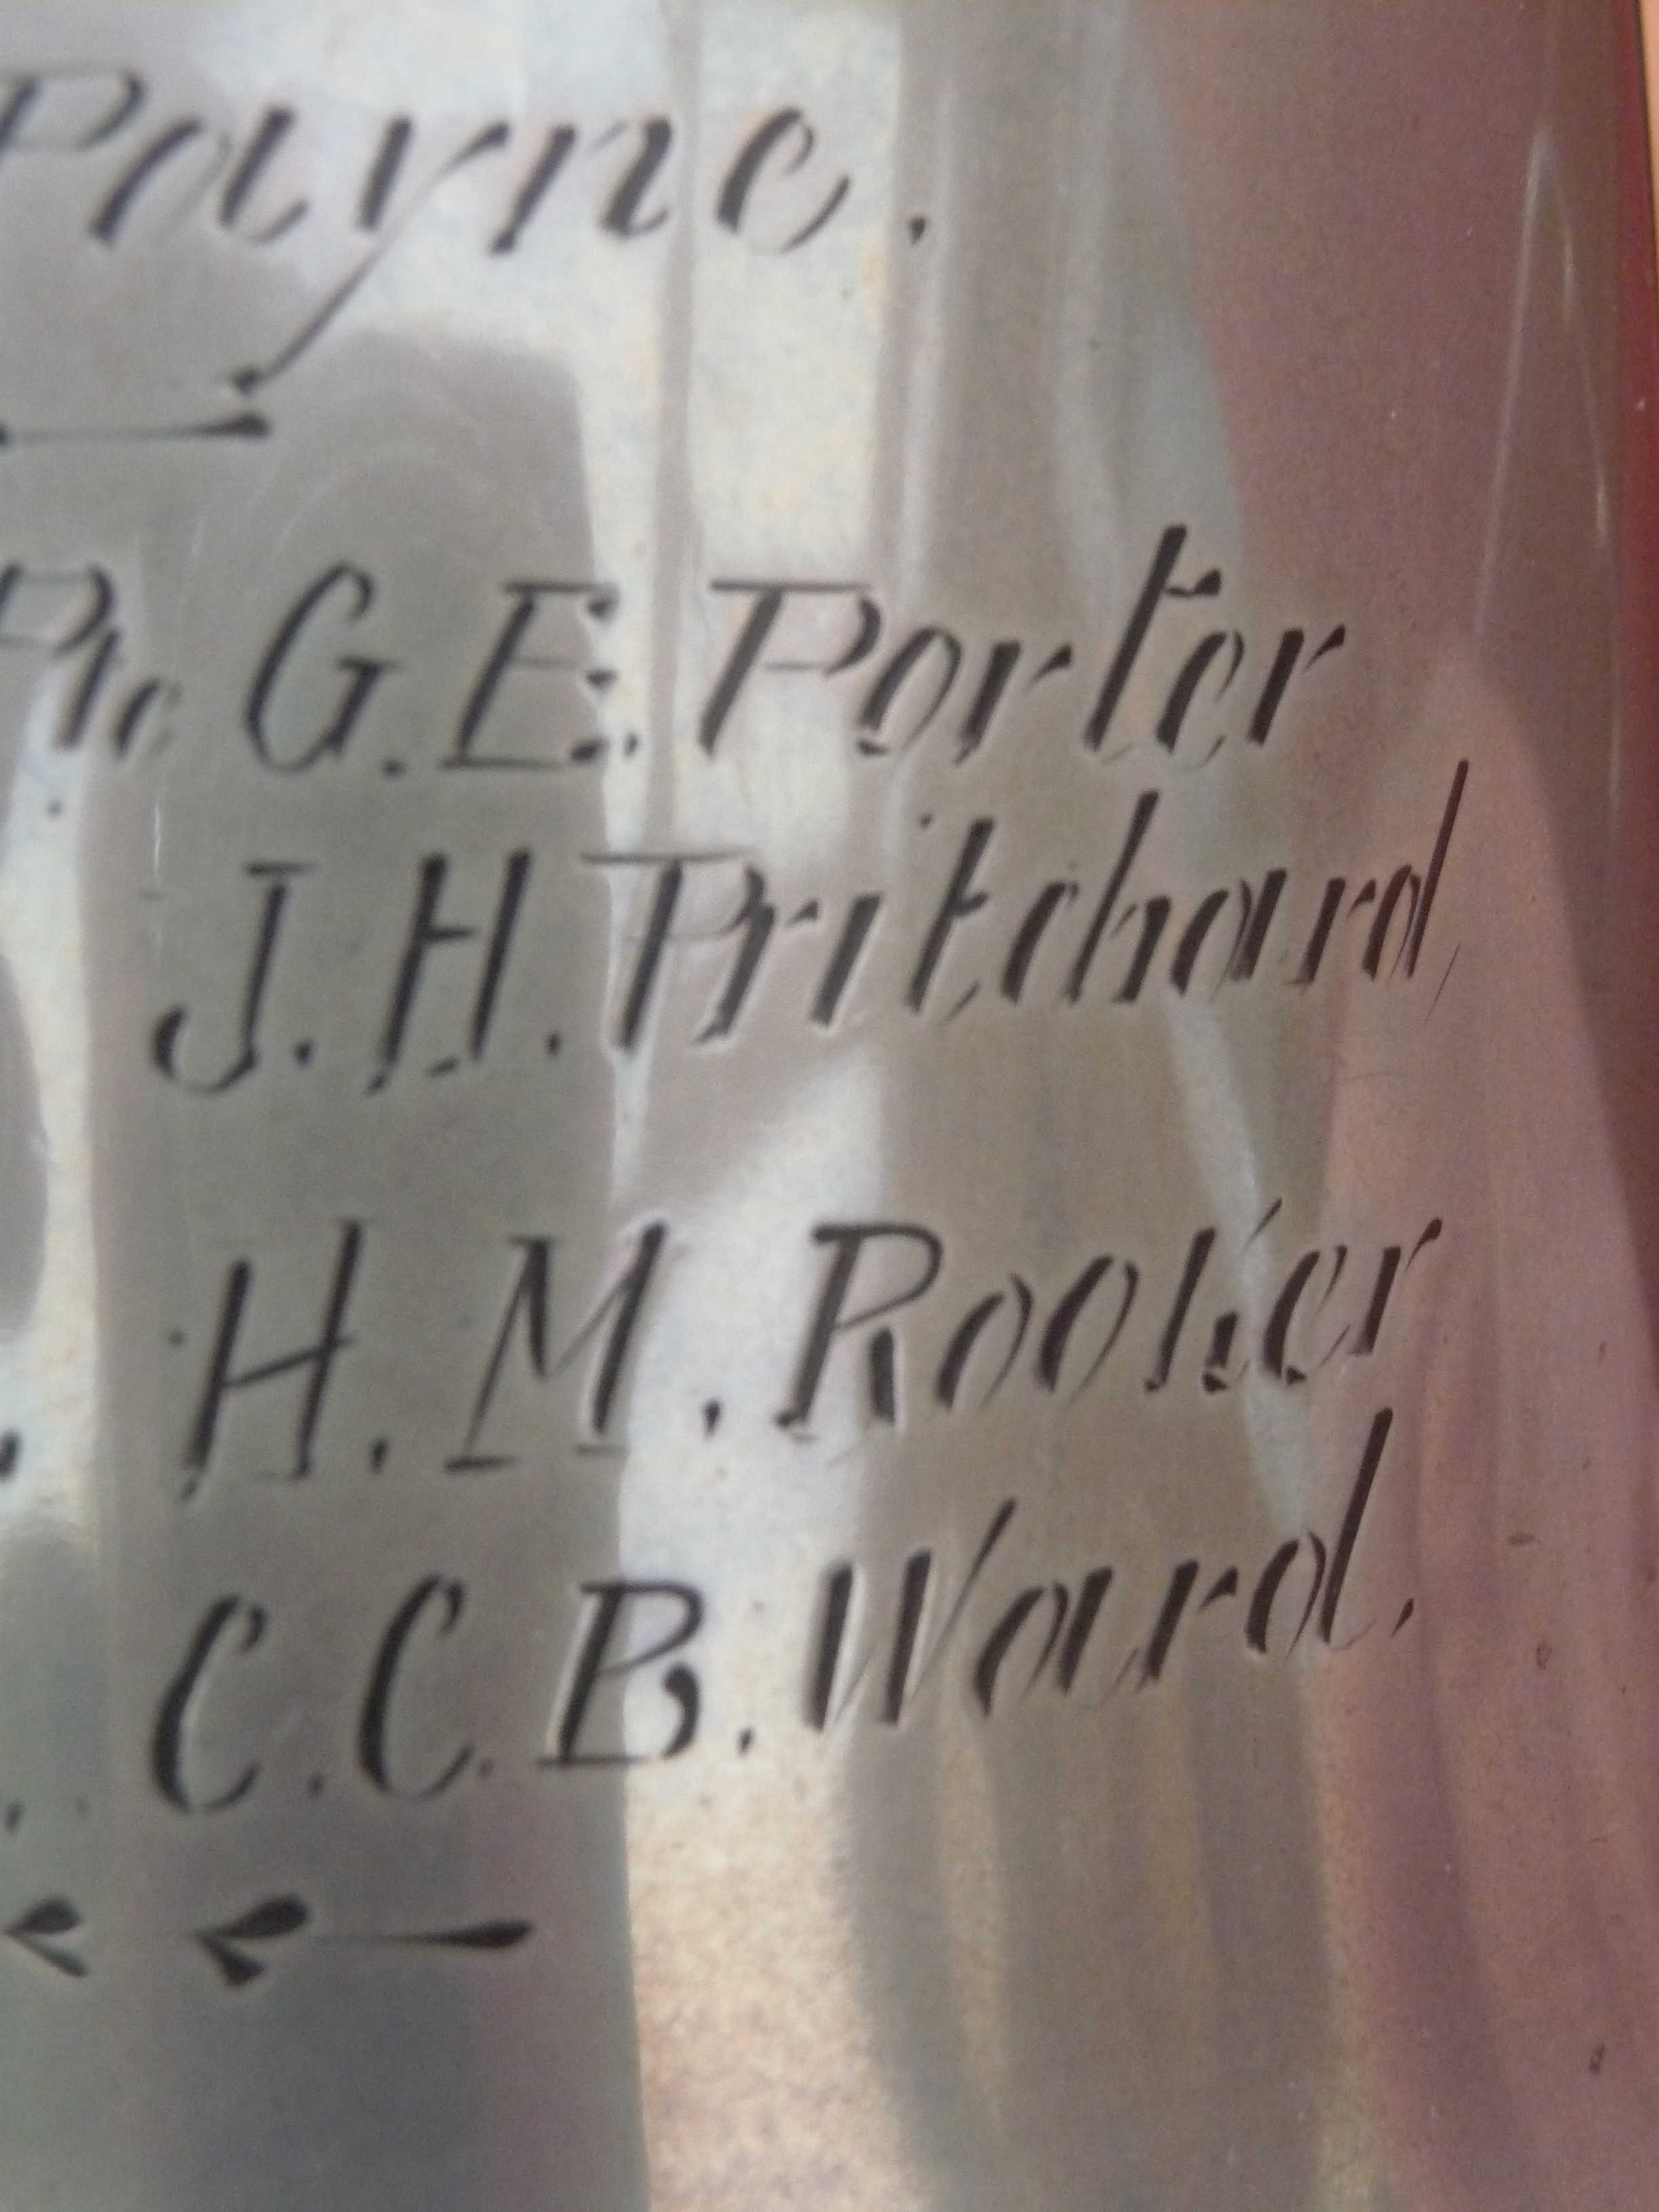 Payne.
Pte G.E. Porter
J.H. Pritchard,
H.M. Rooker
C.C.B. Ward.